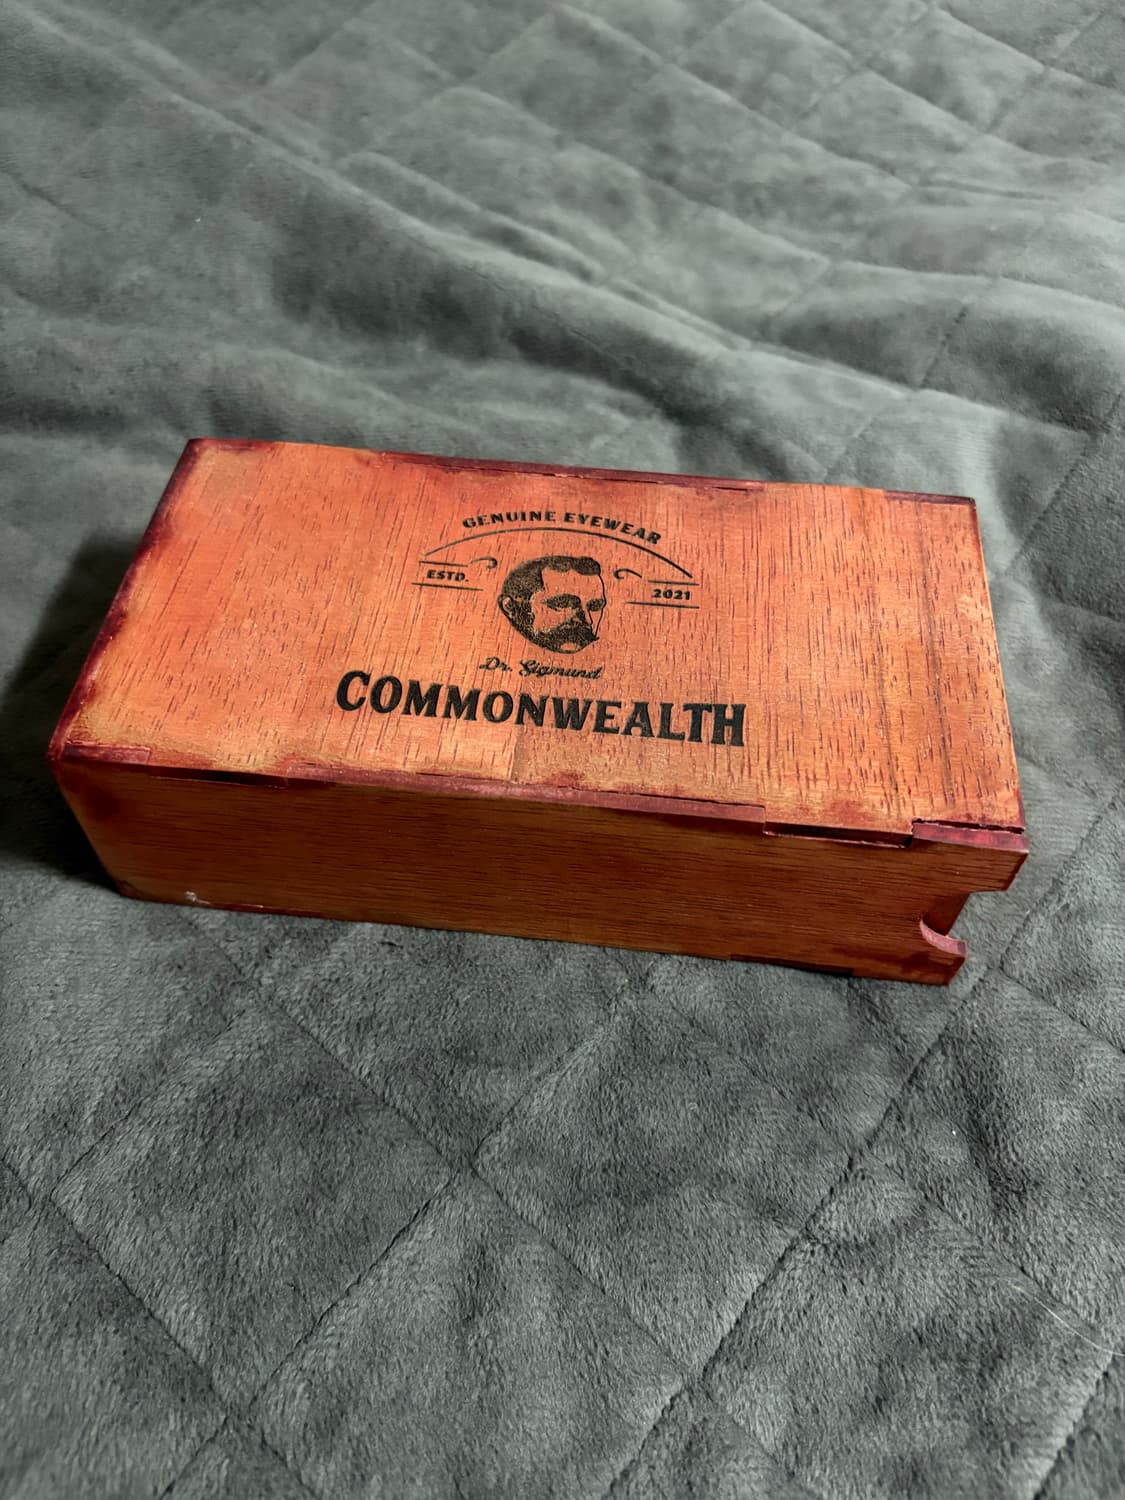 GENUINE EYEWEAR
ESTD. 2021
Dr. Sigmund
COMMONWEALTH